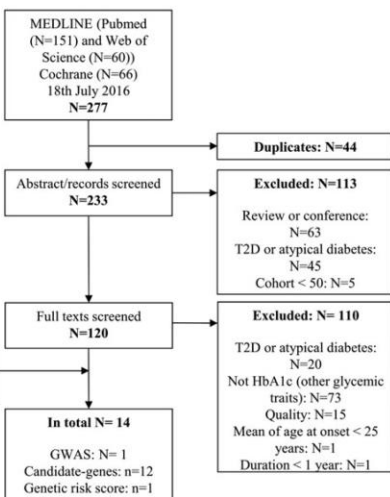 MEDLINE (Pubmed
(N=151) and Web of
Science (N=60))
Cochrane (N=66)
18th July 2016
N=277
Duplicates: N=44
Abstract/records screened
N=233
Excluded: N=113
Review or conference:
N=63
T2D or atypical diabetes:
N=45
Cohort < 50: N=5
Full texts screened
N=120
Excluded: N= 110
T2D or atypical diabetes:
N=20
Not HbA1c (other glycemic
traits): N=73
Quality: N=15
Mean of age at onset < 25
years: N=1
Duration < 1 year: N=1
In total N= 14
GWAS: N= 1
Candidate-genes: n=12
Genetic risk score: n=1